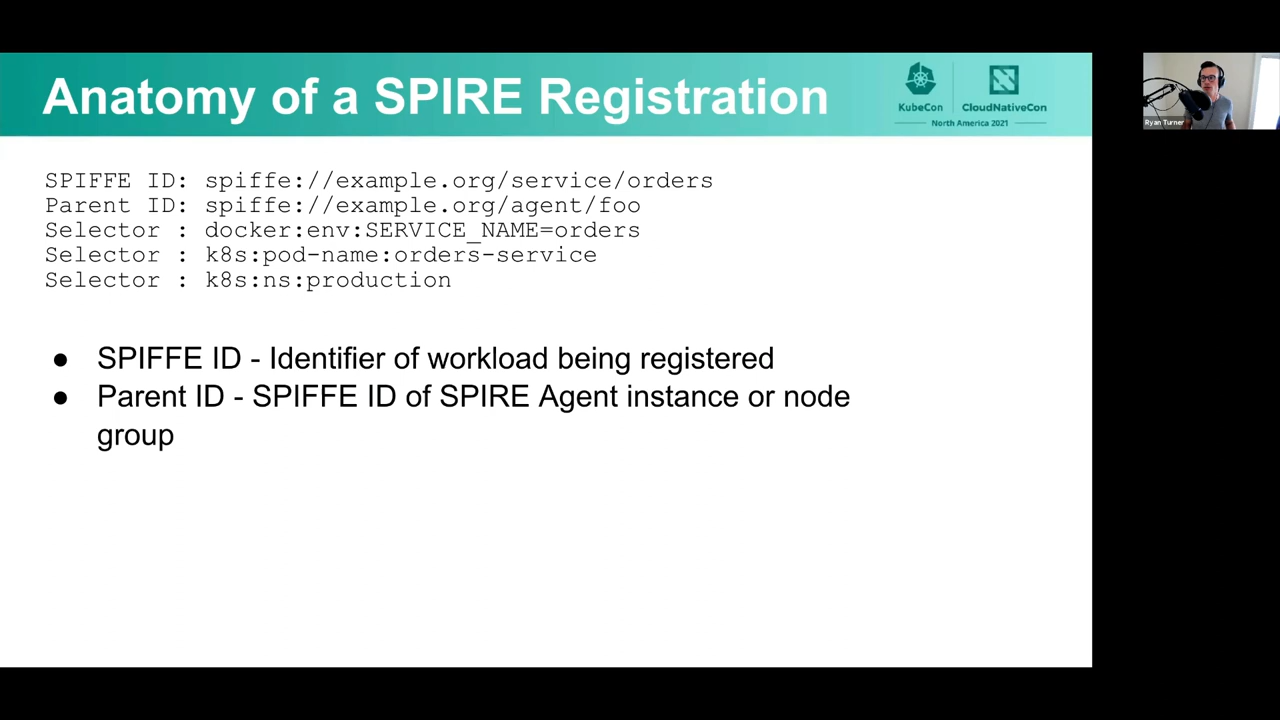 Anatomy of a SPIRE Registration
KubeCon
CloudNativeCon
North America 2021
Ryan Turner
SPIFFE ID: spiffe://example.org/service/orders
Parent ID: spiffe://example.org/agent/foo
Selector : docker:env:SERVICE_NAME=orders
Selector : k8s:pod-name:orders-service
Selector : k8s:ns:production
● SPIFFE ID - Identifier of workload being registered
● Parent ID - SPIFFE ID of SPIRE Agent instance or node
group